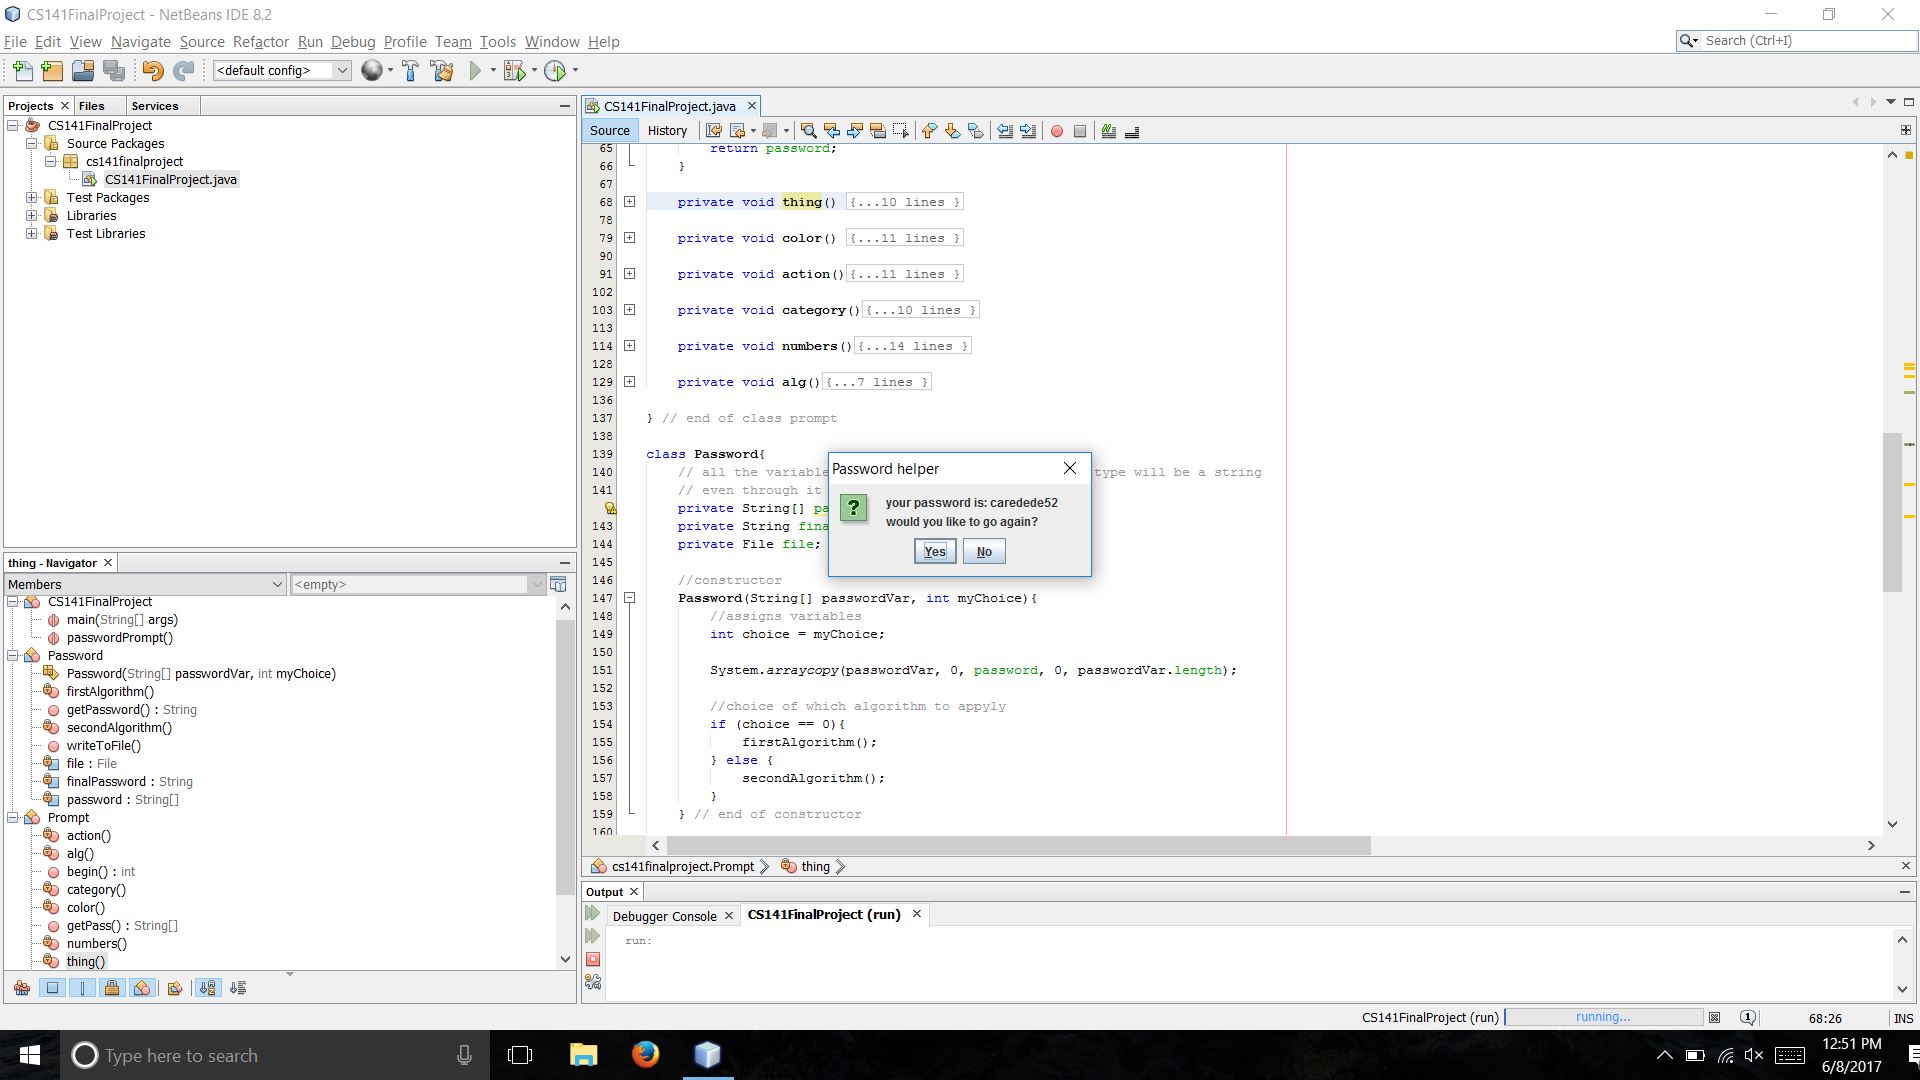 CS141FinalProject - NetBeans IDE 8.2
File Edit View Navigate Source Refactor Run Debug Profile Team Tools Window Help
Search (Ctrl+I)
<default config>
Projects Files Services
CS141FinalProject
Source Packages
cs141finalproject
CS141FinalProject.java
Test Packages
Libraries
Test Libraries
thing - Navigator
Members <empty>
CS141FinalProject
main(String[] args)
passwordPrompt()
Password
Password(String[] passwordVar, int myChoice)
firstAlgorithm()
getPassword() : String
secondAlgorithm()
writeToFile()
file : File
finalPassword : String
password : String[]
Prompt
action()
alg()
begin() : int
category()
color()
getPass() : String[]
numbers()
thing()
CS141FinalProject.java
Source History
65 return password;
66 }
67
68 private void thing() {...10 lines }
78
79 private void color() {...11 lines }
90
91 private void action(){...11 lines }
102
103 private void category(){...10 lines }
113
114 private void numbers(){...14 lines }
128
129 private void alg(){...7 lines }
136
137 } // end of class prompt
138
139 class Password{
140 // all the variable type will be a string
141 // even through it
private String[] pa
143 private String fina
144 private File file;
145
146 //constructor
147 Password(String[] passwordVar, int myChoice){
148 //assigns variables
149 int choice = myChoice;
150
151 System.arraycopy(passwordVar, 0, password, 0, passwordVar.length);
152
153 //choice of which algorithm to appyly
154 if (choice == 0){
155 firstAlgorithm();
156 } else {
157 secondAlgorithm();
158 }
159 } // end of constructor
160
Password helper
your password is: caredede52
would you like to go again?
Yes No
cs141finalproject.Prompt thing
Output
Debugger Console CS141FinalProject (run)
run:
CS141FinalProject (run) running... 1 68:26 INS
Type here to search
12:51 PM
6/8/2017